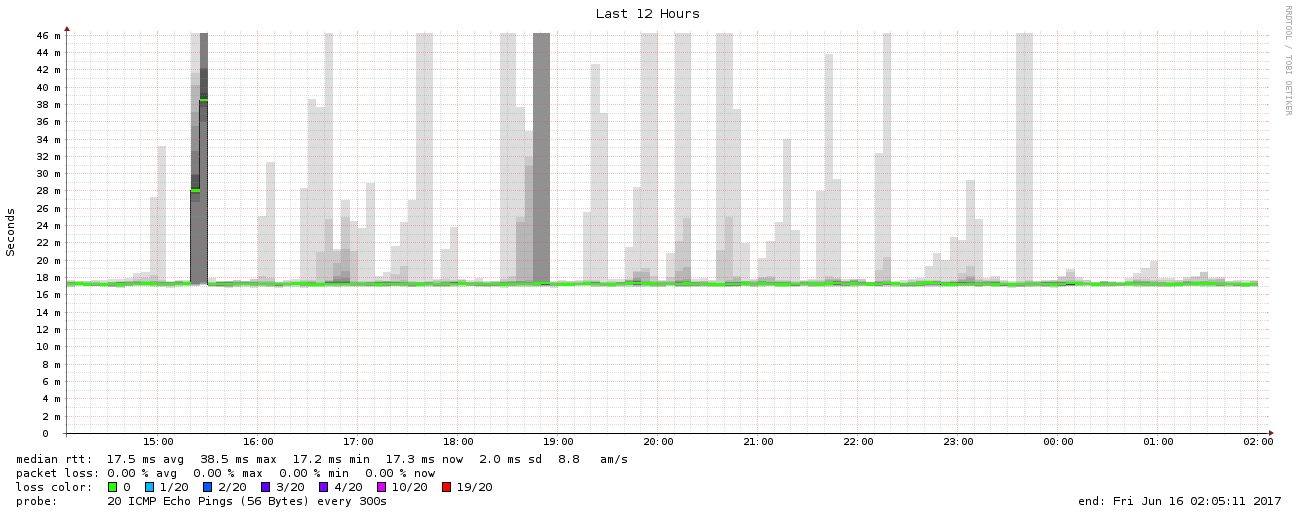 Last 12 Hours
RRDTOOL / TOBI OETIKER
Seconds
46 m
44 m
42 m
40 m
38 m
36 m
34 m
32 m
30 m
28 m
26 m
24 m
22 m
20 m
18 m
16 m
14 m
12 m
10 m
8 m
6 m
4 m
2 m
0
15:00 16:00 17:00 18:00 19:00 20:00 21:00 22:00 23:00 00:00 01:00 02:00
median rtt: 17.5 ms avg 38.5 ms max 17.2 ms min 17.3 ms now 2.0 ms sd 8.8 am/s
packet loss: 0.00 % avg 0.00 % max 0.00 % min 0.00 % now
loss color: 0 1/20 2/20 3/20 4/20 10/20 19/20
probe: 20 ICMP Echo Pings (56 Bytes) every 300s end: Fri Jun 16 02:05:11 2017